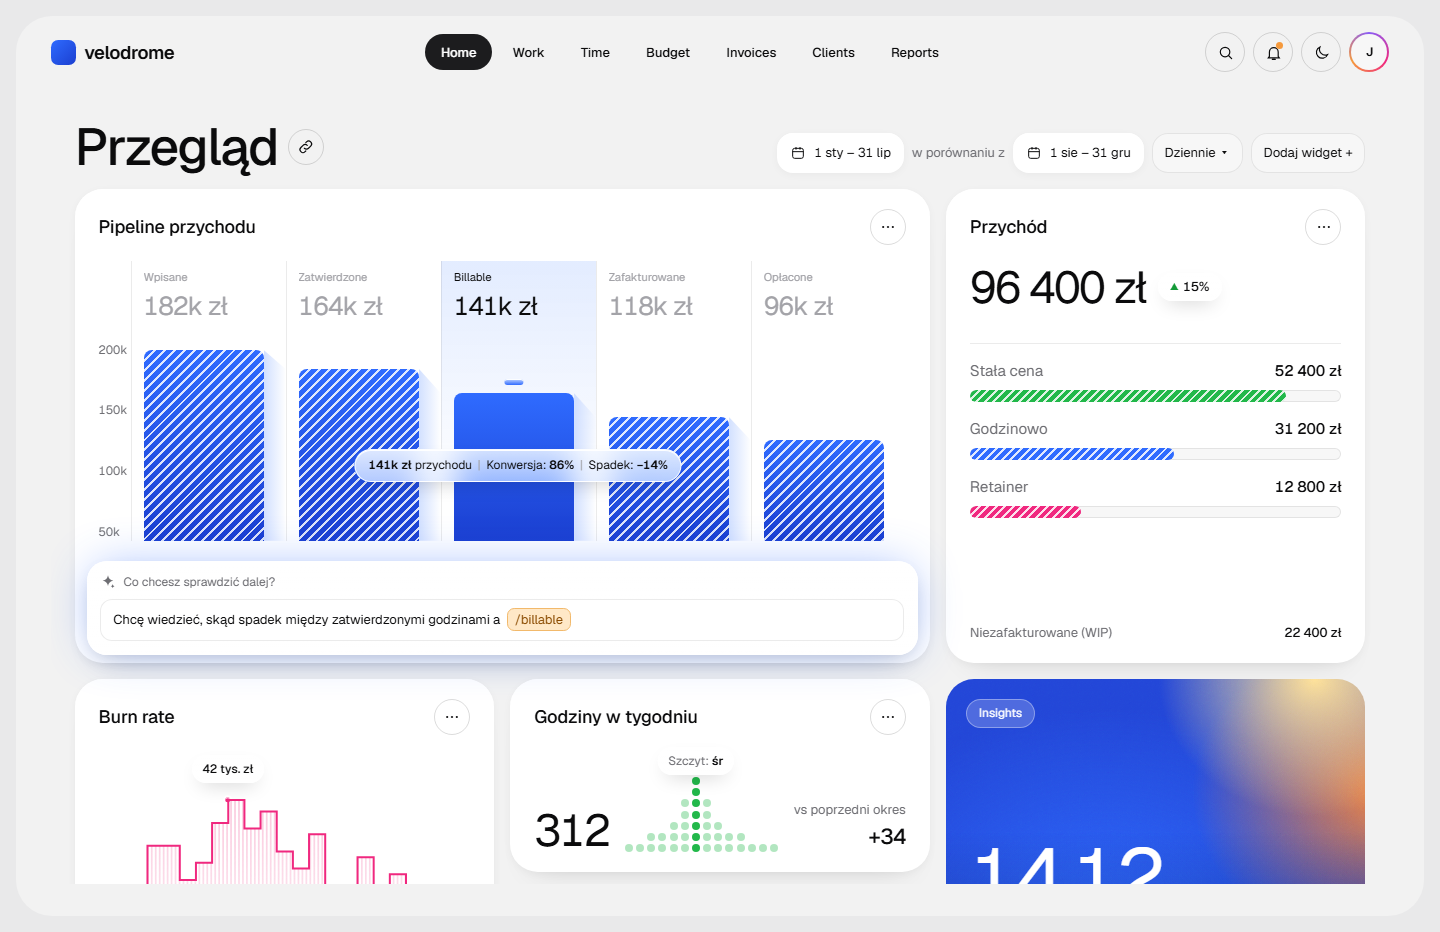 velodrome
Home
Work
Time
Budget
Invoices
Clients
Reports
J
Przegląd
1 sty – 31 lip
w porównaniu z
1 sie – 31 gru
Dziennie
Dodaj widget +
Pipeline przychodu
Wpisane
182k zł
Zatwierdzone
164k zł
Billable
141k zł
Zafakturowane
118k zł
Opłacone
96k zł
200k
150k
100k
50k
141k zł przychodu | Konwersja: 86% | Spadek: −14%
Co chcesz sprawdzić dalej?
Chcę wiedzieć, skąd spadek między zatwierdzonymi godzinami a /billable
Przychód
96 400 zł
15%
Stała cena
52 400 zł
Godzinowo
31 200 zł
Retainer
12 800 zł
Niezafakturowane (WIP)
22 400 zł
Burn rate
42 tys. zł
Godziny w tygodniu
Szczyt: śr
312
vs poprzedni okres
+34
Insights
1412